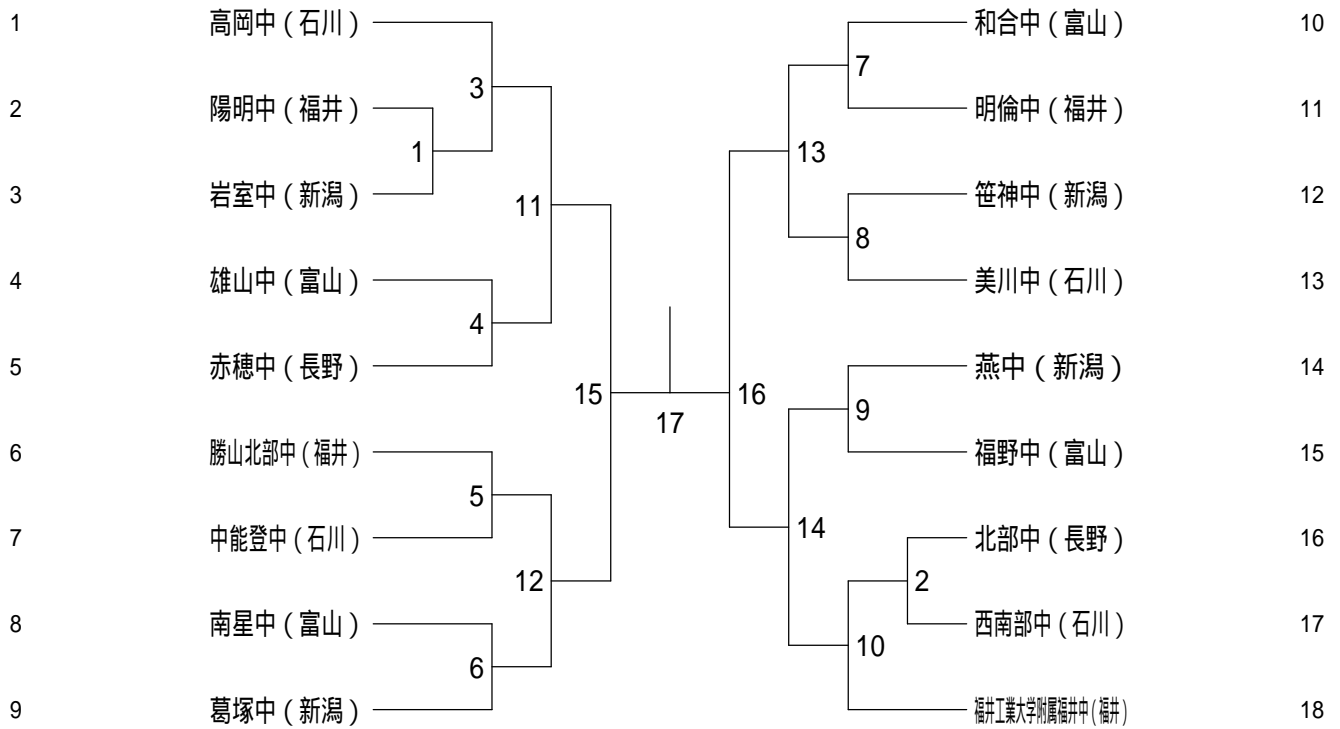 1 高岡中（石川）
2 陽明中（福井）
3 岩室中（新潟）
4 雄山中（富山）
5 赤穂中（長野）
6 勝山北部中（福井）
7 中能登中（石川）
8 南星中（富山）
9 葛塚中（新潟）
3
1
11
4
15
5
12
6
17
和合中（富山） 10
明倫中（福井） 11
笹神中（新潟） 12
美川中（石川） 13
燕中（新潟） 14
福野中（富山） 15
北部中（長野） 16
西南部中（石川） 17
福井工業大学附属福井中（福井） 18
7
13
8
16
9
14
2
10